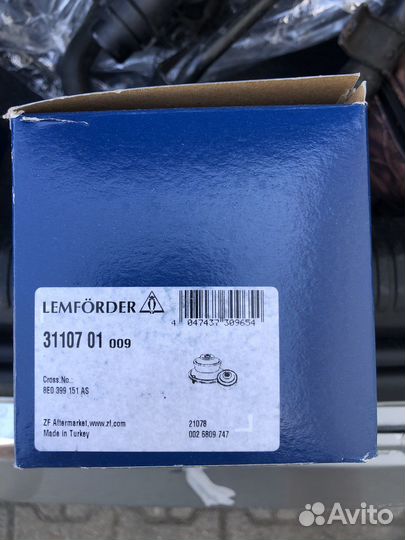 LEMFÖRDER
4 047437 309654
31107 01 009
Cross.No.:
8E0 399 151 AS
ZF Aftermarket,www.zf.com
21078
Made in Turkey
002 6809 747
Avito